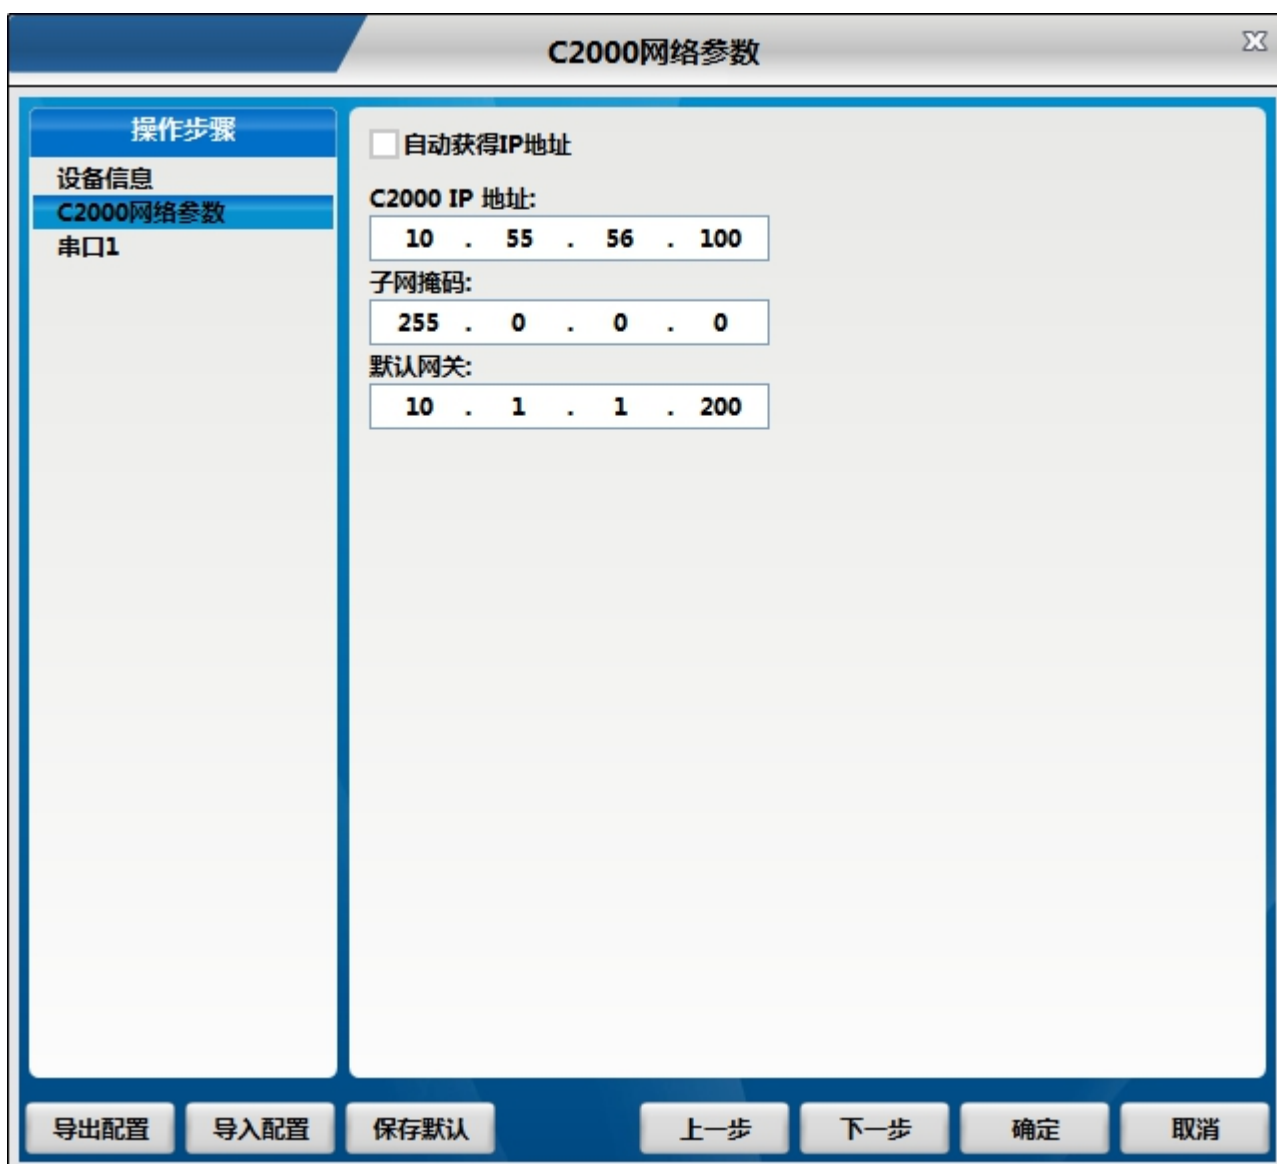 C2000网络参数
操作步骤
设备信息
C2000网络参数
串口1
自动获得IP地址
C2000 IP 地址:
10 . 55 . 56 . 100
子网掩码:
255 . 0 . 0 . 0
默认网关:
10 . 1 . 1 . 200
导出配置 导入配置 保存默认 上一步 下一步 确定 取消